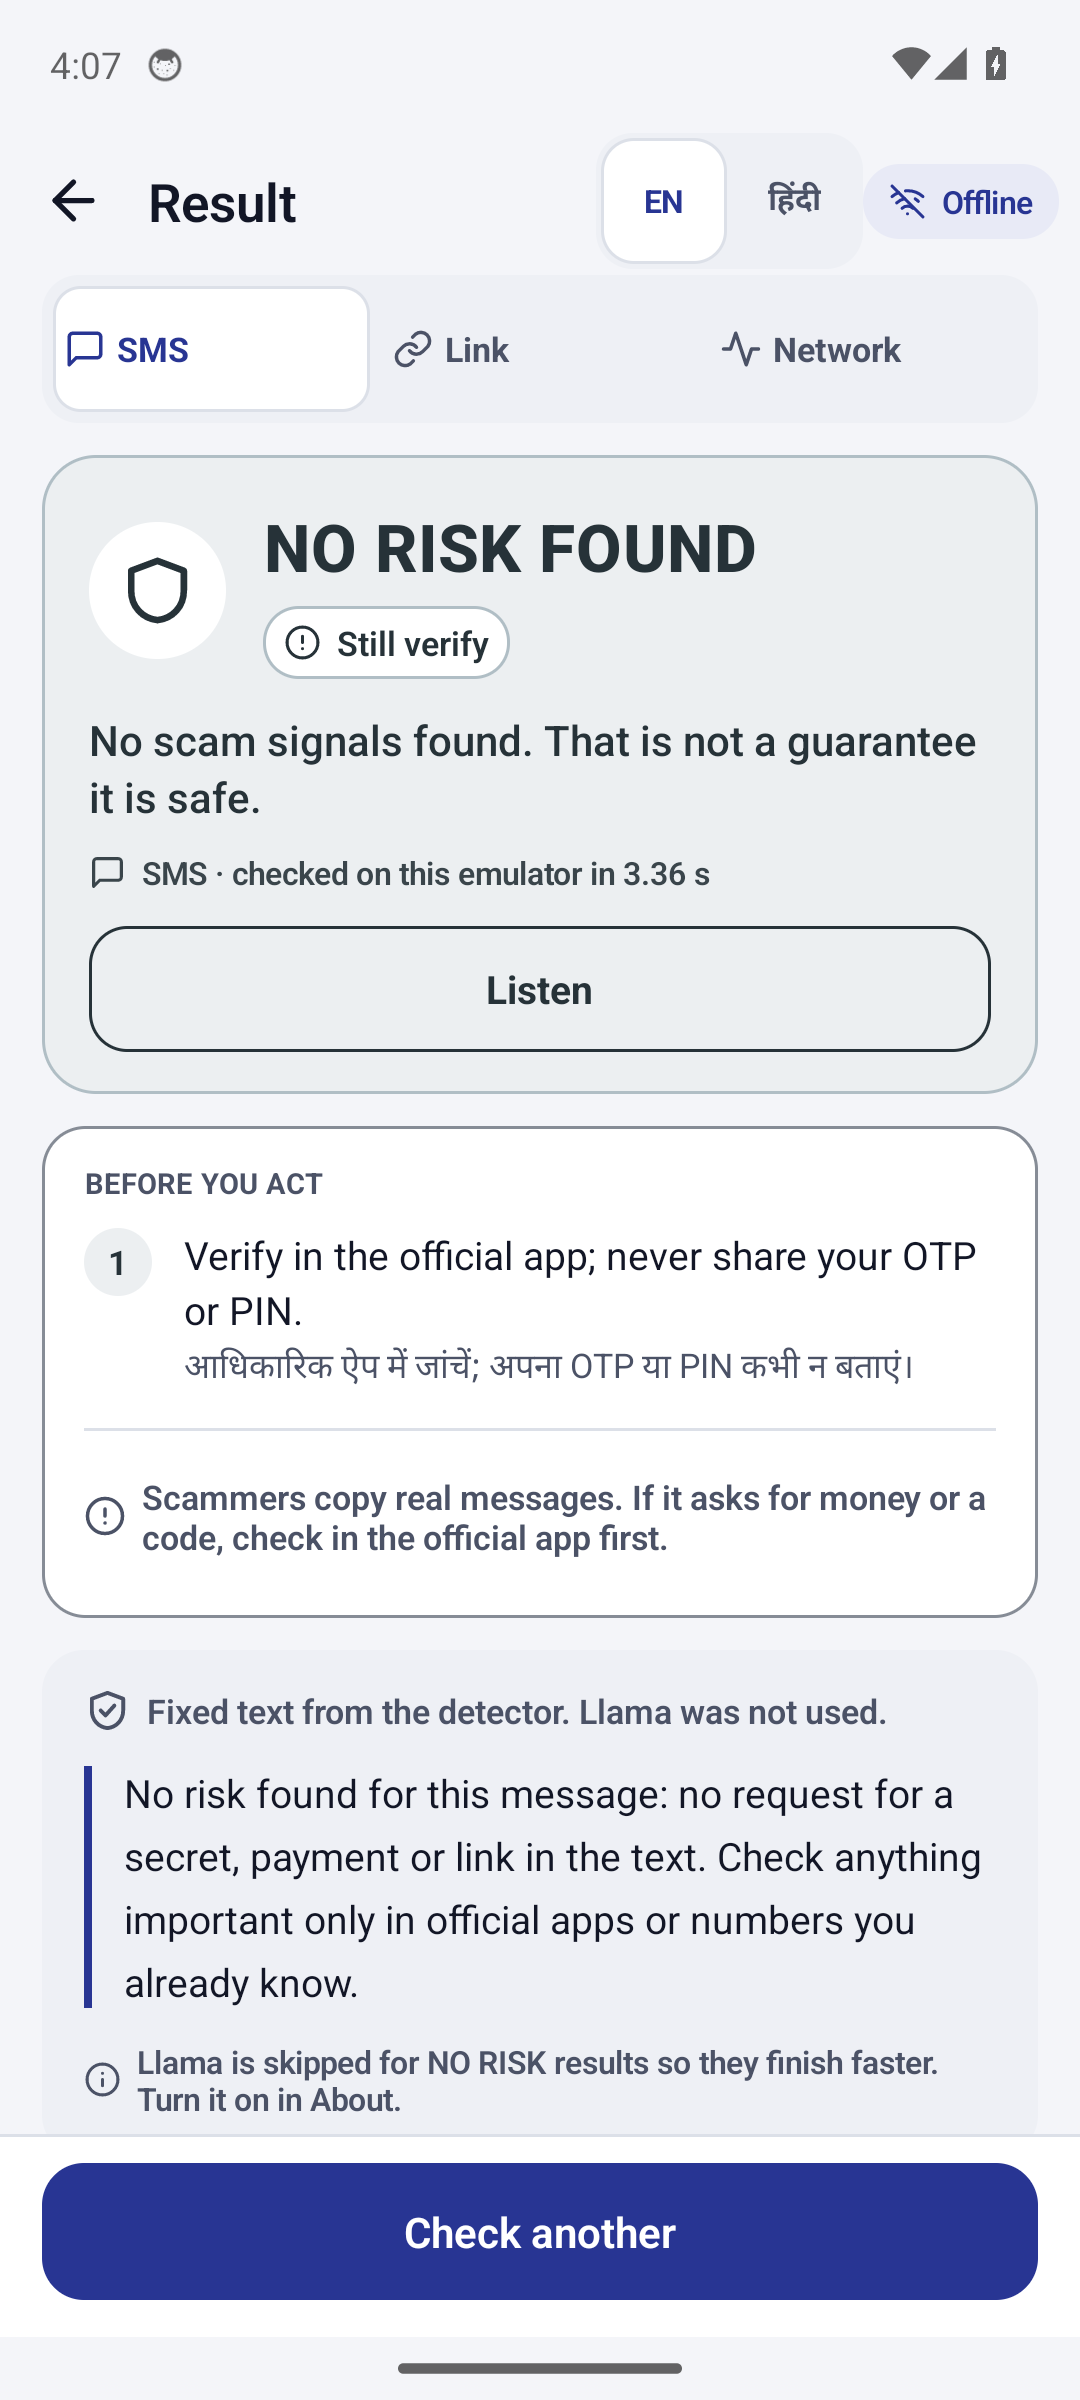 4:07
Result
EN
हिंदी
Offline
SMS
Link
Network
NO RISK FOUND
Still verify
No scam signals found. That is not a guarantee
it is safe.
SMS · checked on this emulator in 3.36 s
Listen
BEFORE YOU ACT
1
Verify in the official app; never share your OTP
or PIN.
आधिकारिक ऐप में जांचें; अपना OTP या PIN कभी न बताएं।
Scammers copy real messages. If it asks for money or a
code, check in the official app first.
Fixed text from the detector. Llama was not used.
No risk found for this message: no request for a
secret, payment or link in the text. Check anything
important only in official apps or numbers you
already know.
Llama is skipped for NO RISK results so they finish faster.
Turn it on in About.
Check another